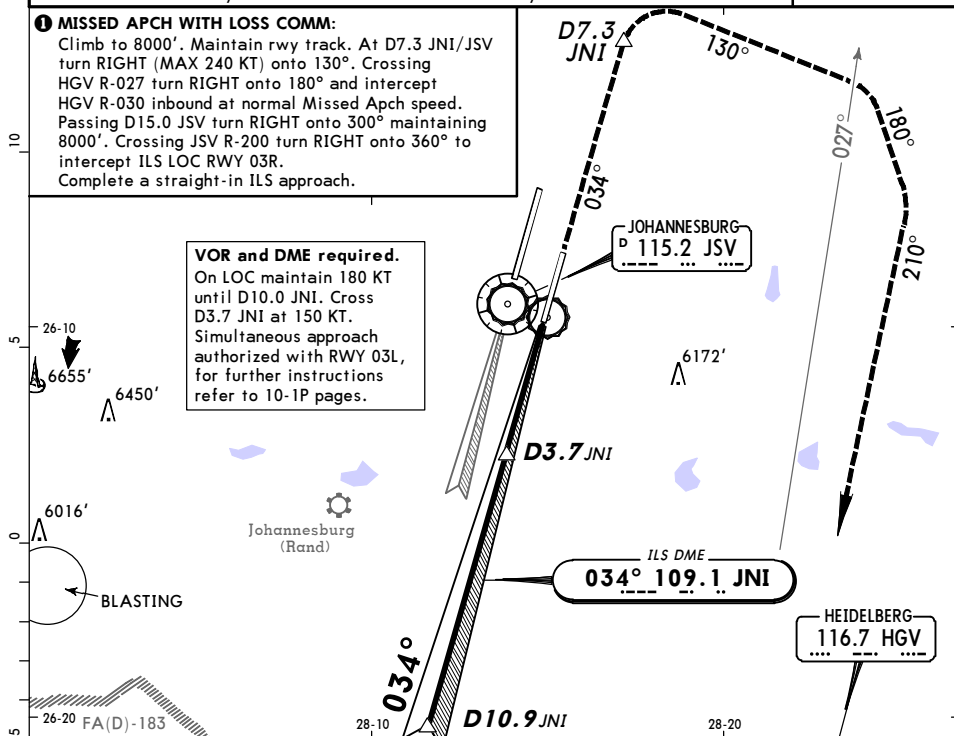 ❶ MISSED APCH WITH LOSS COMM:
Climb to 8000'. Maintain rwy track. At D7.3 JNI/JSV
turn RIGHT (MAX 240 KT) onto 130°. Crossing
HGV R-027 turn RIGHT onto 180° and intercept
HGV R-030 inbound at normal Missed Apch speed.
Passing D15.0 JSV turn RIGHT onto 300° maintaining
8000'. Crossing JSV R-200 turn RIGHT onto 360° to
intercept ILS LOC RWY 03R.
Complete a straight-in ILS approach.
D7.3
JNI
130°
180°
027°
10
034°
JOHANNESBURG
D 115.2 JSV
210°
VOR and DME required.
On LOC maintain 180 KT
until D10.0 JNI. Cross
D3.7 JNI at 150 KT.
Simultaneous approach
authorized with RWY 03L,
for further instructions
refer to 10-1P pages.
5
26-10
6655'
6450'
6172'
D3.7 JNI
6016'
Johannesburg
(Rand)
0
ILS DME
034° 109.1 JNI
BLASTING
HEIDELBERG
116.7 HGV
034°
5
26-20
FA(D)-183
28-10
D10.9 JNI
28-20